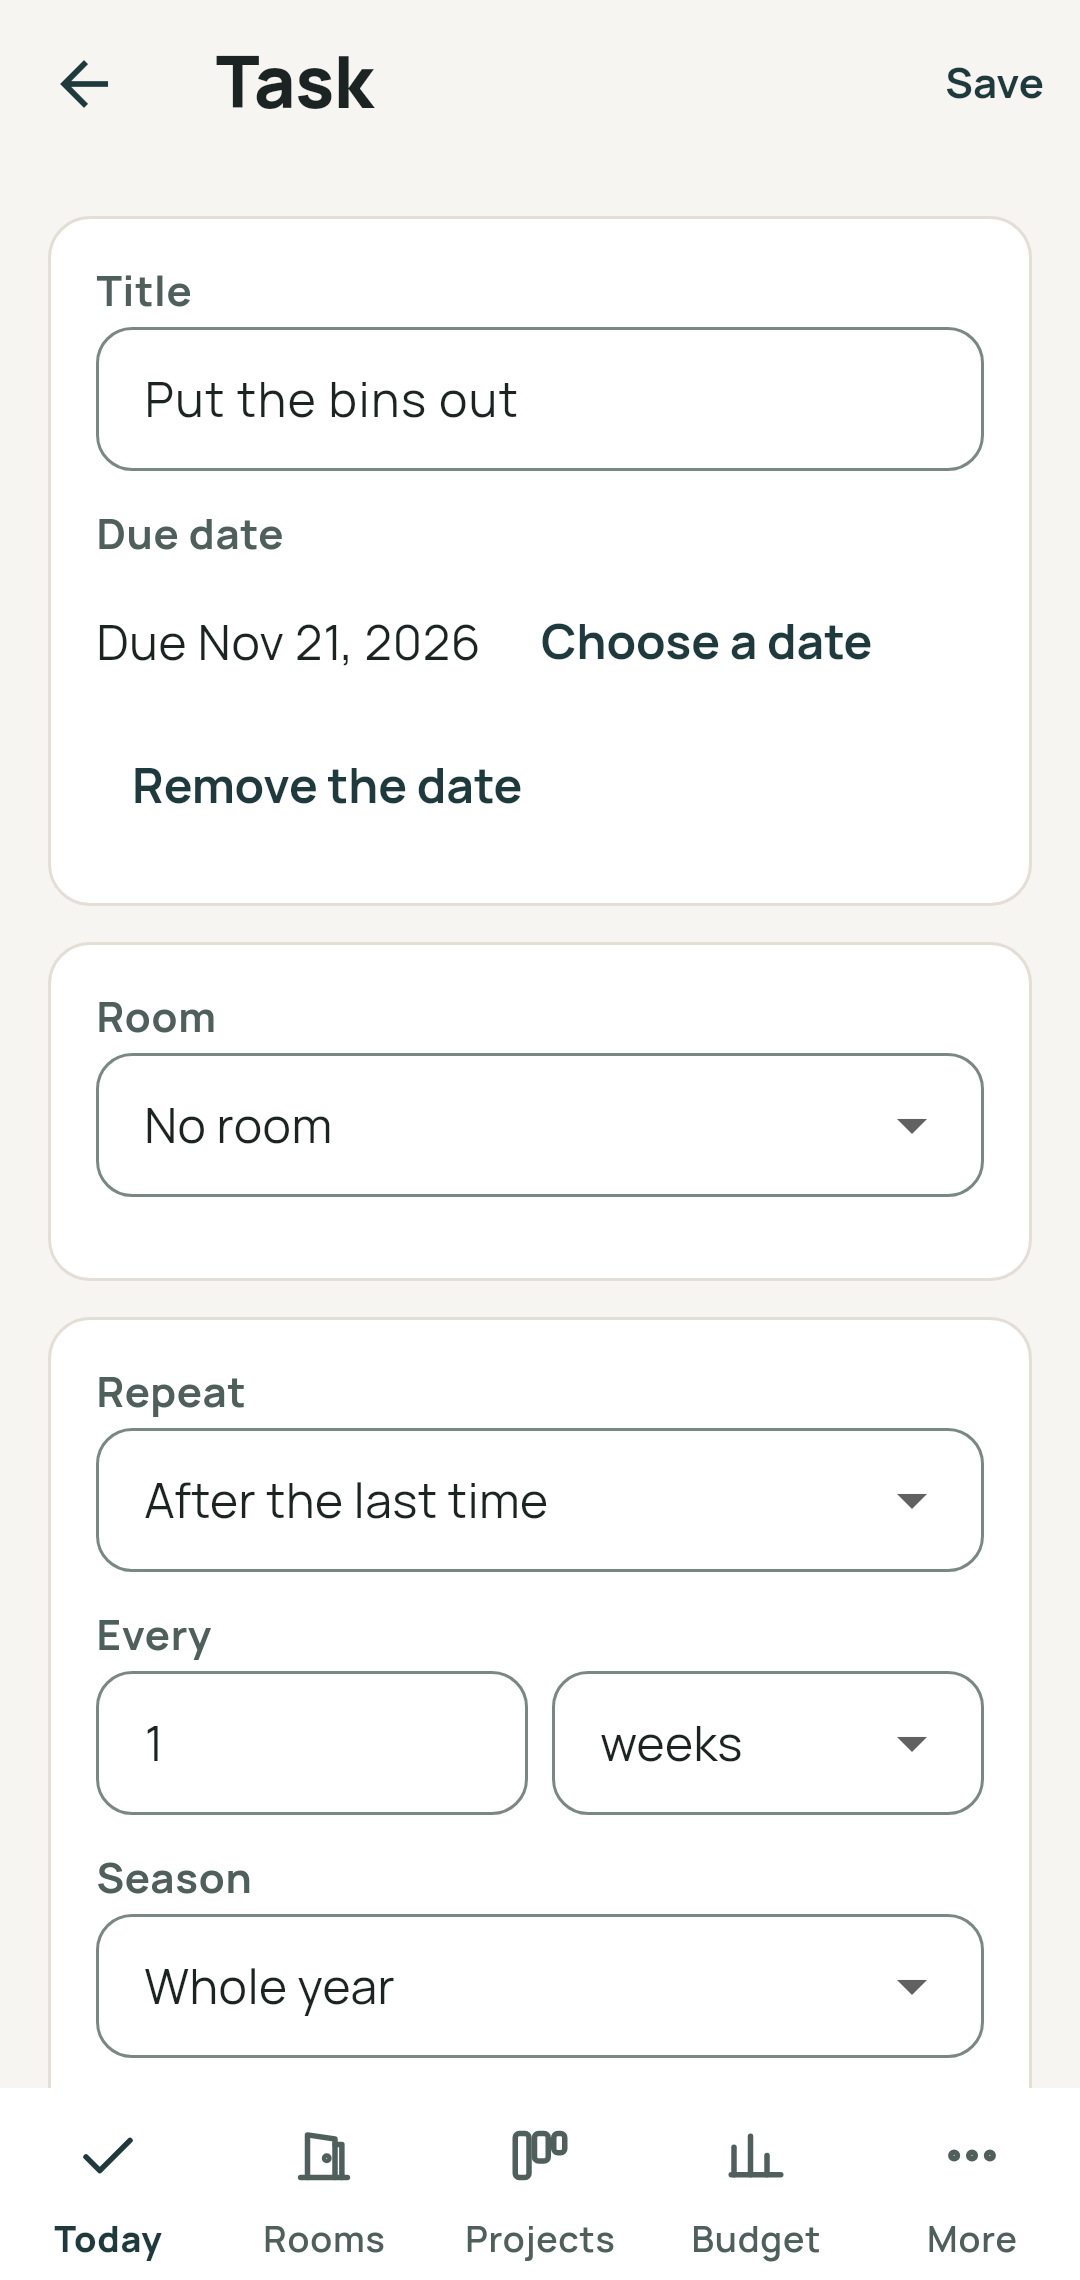 Task
Save
Title
Put the bins out
Due date
Due Nov 21, 2026
Choose a date
Remove the date
Room
No room
Repeat
After the last time
Every
1
weeks
Season
Whole year
Today
Rooms
Projects
Budget
More